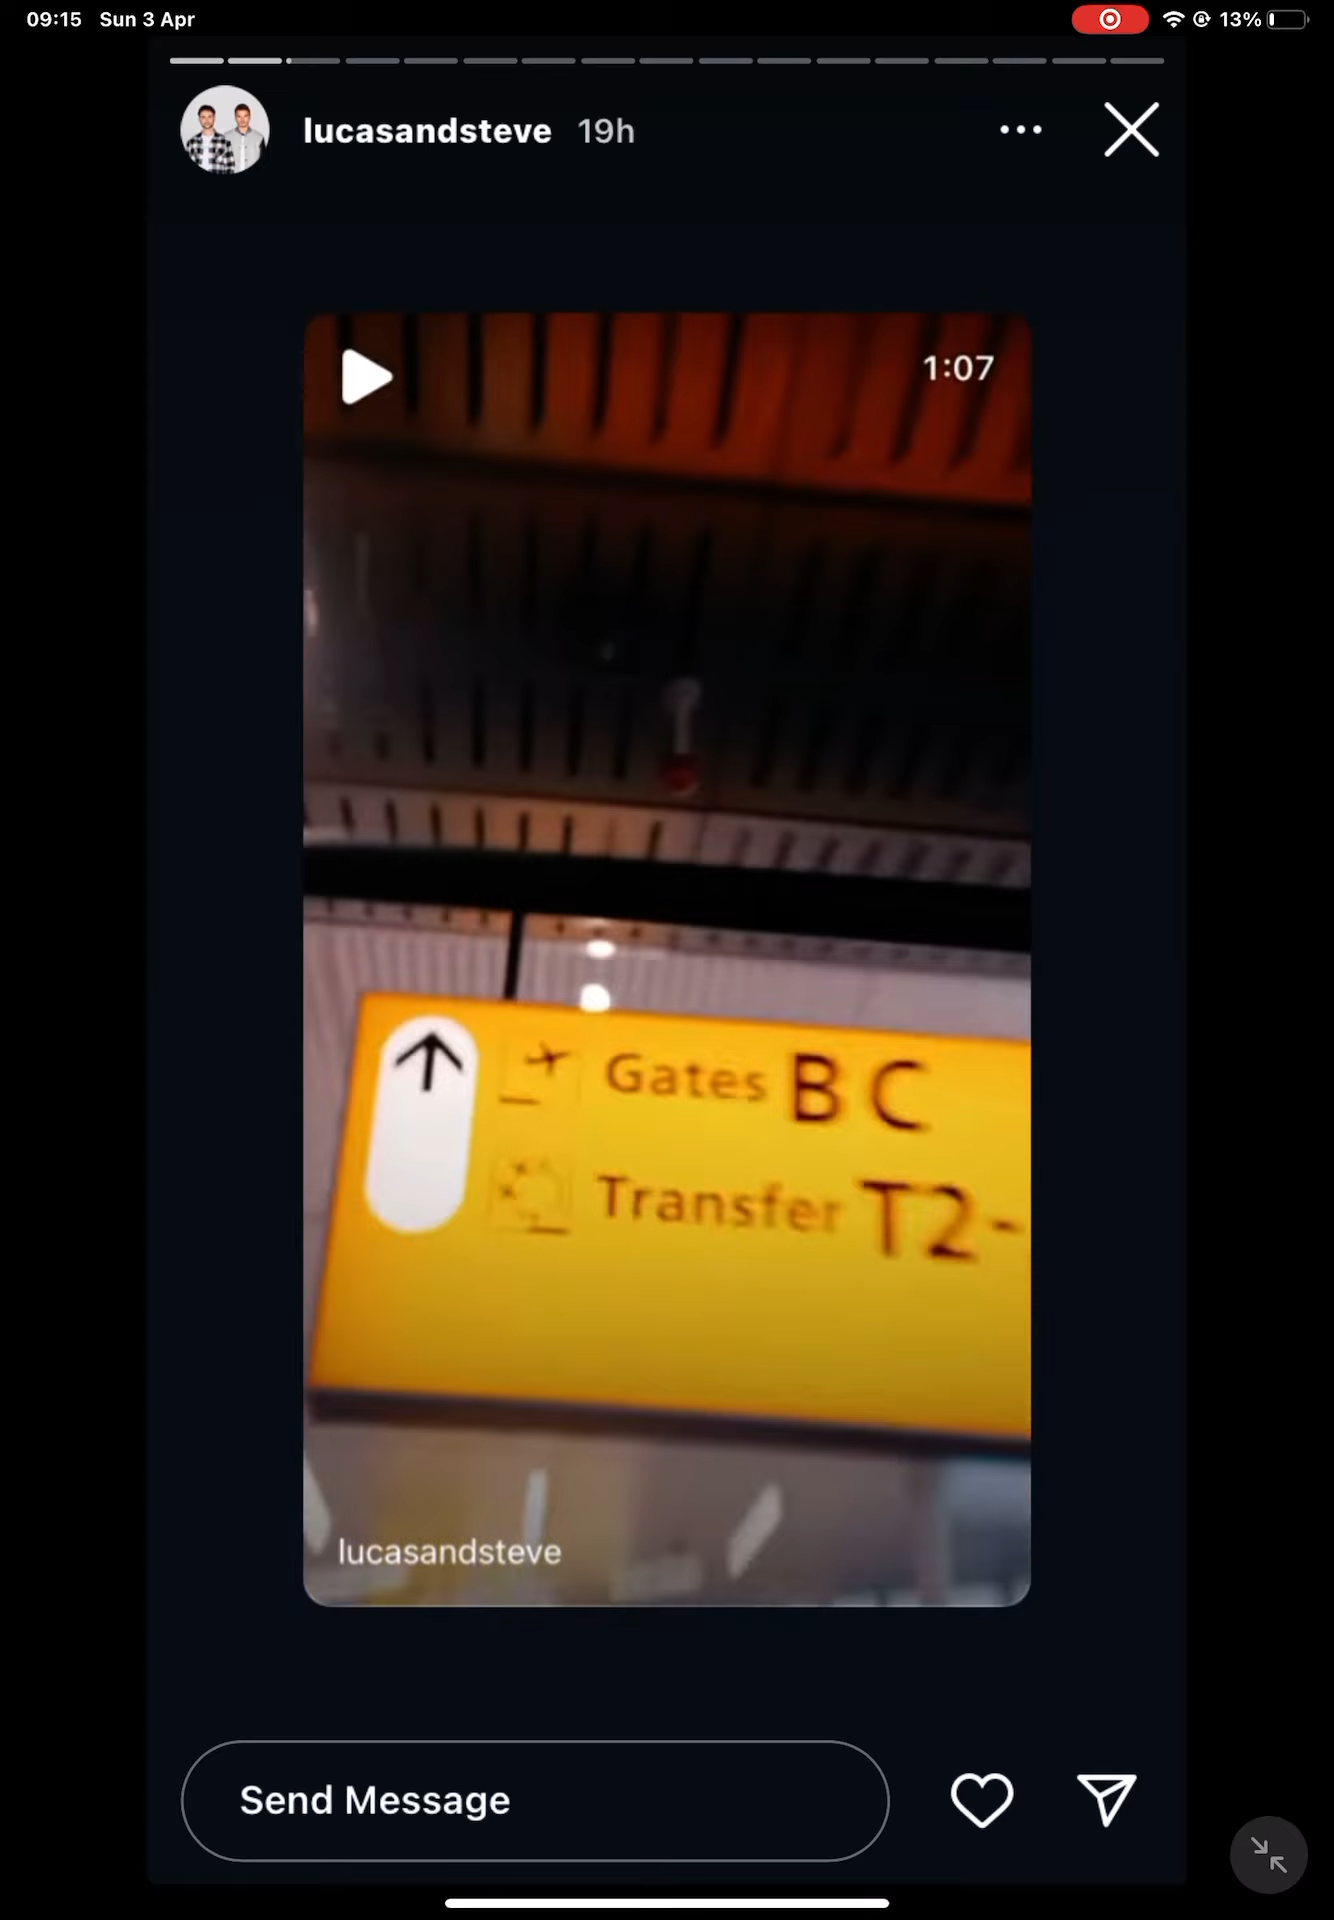 09:15 Sun 3 Apr
13%
lucasandsteve 19h
1:07
Gates B C
Transfer T2-
lucasandsteve
Send Message